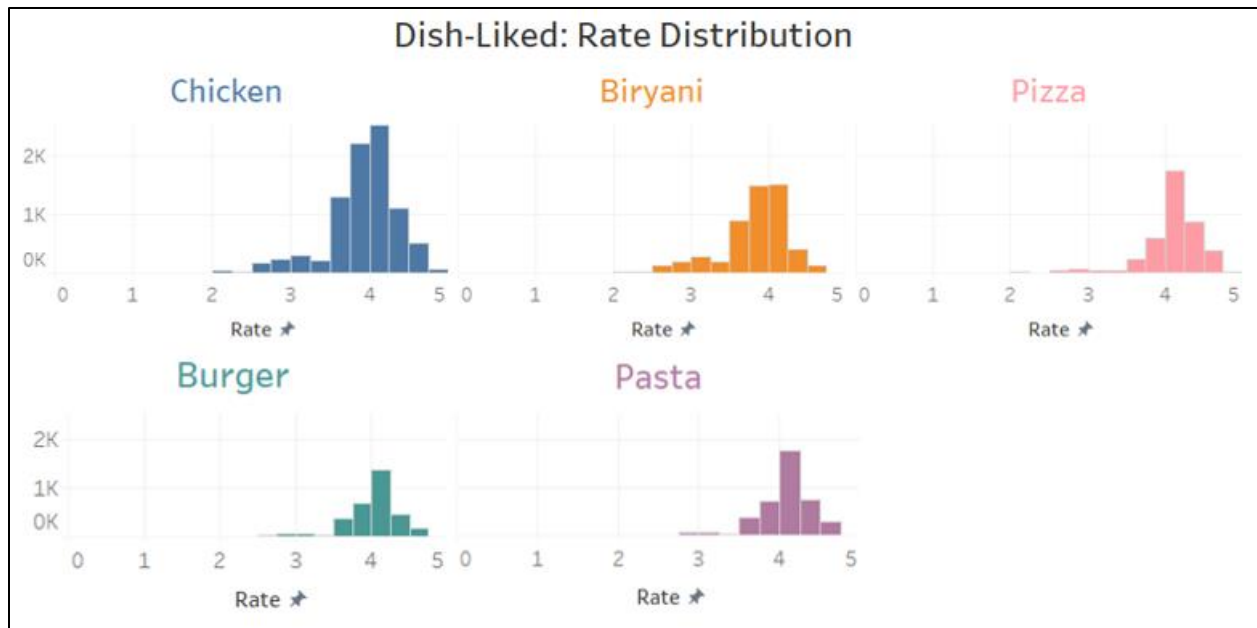 Dish-Liked: Rate Distribution
Chicken Biryani Pizza
2K
1K
0K
0 1 2 3 4 5 0 1 2 3 4 5 0 1 2 3 4 5
Rate Rate Rate
Burger Pasta
2K
1K
0K
0 1 2 3 4 5 0 1 2 3 4 5
Rate Rate